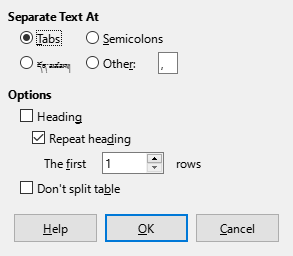 Separate Text At
Tabs
Semicolons
Other: ,
Options
Heading
Repeat heading
The first 1 rows
Don't split table
Help
OK
Cancel